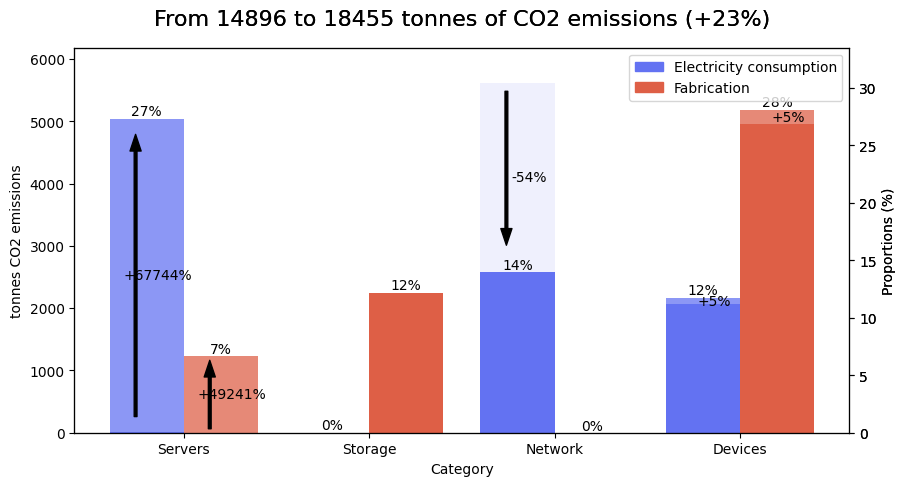 From 14896 to 18455 tonnes of CO2 emissions (+23%)
tonnes CO2 emissions
6000
5000
4000
3000
2000
1000
0
27%
+67744%
7%
+49241%
0%
12%
-54%
14%
0%
12%
+5%
28%
+5%
Electricity consumption
Fabrication
30
25
20
15
10
5
0
Proportions (%)
Servers
Storage
Network
Devices
Category